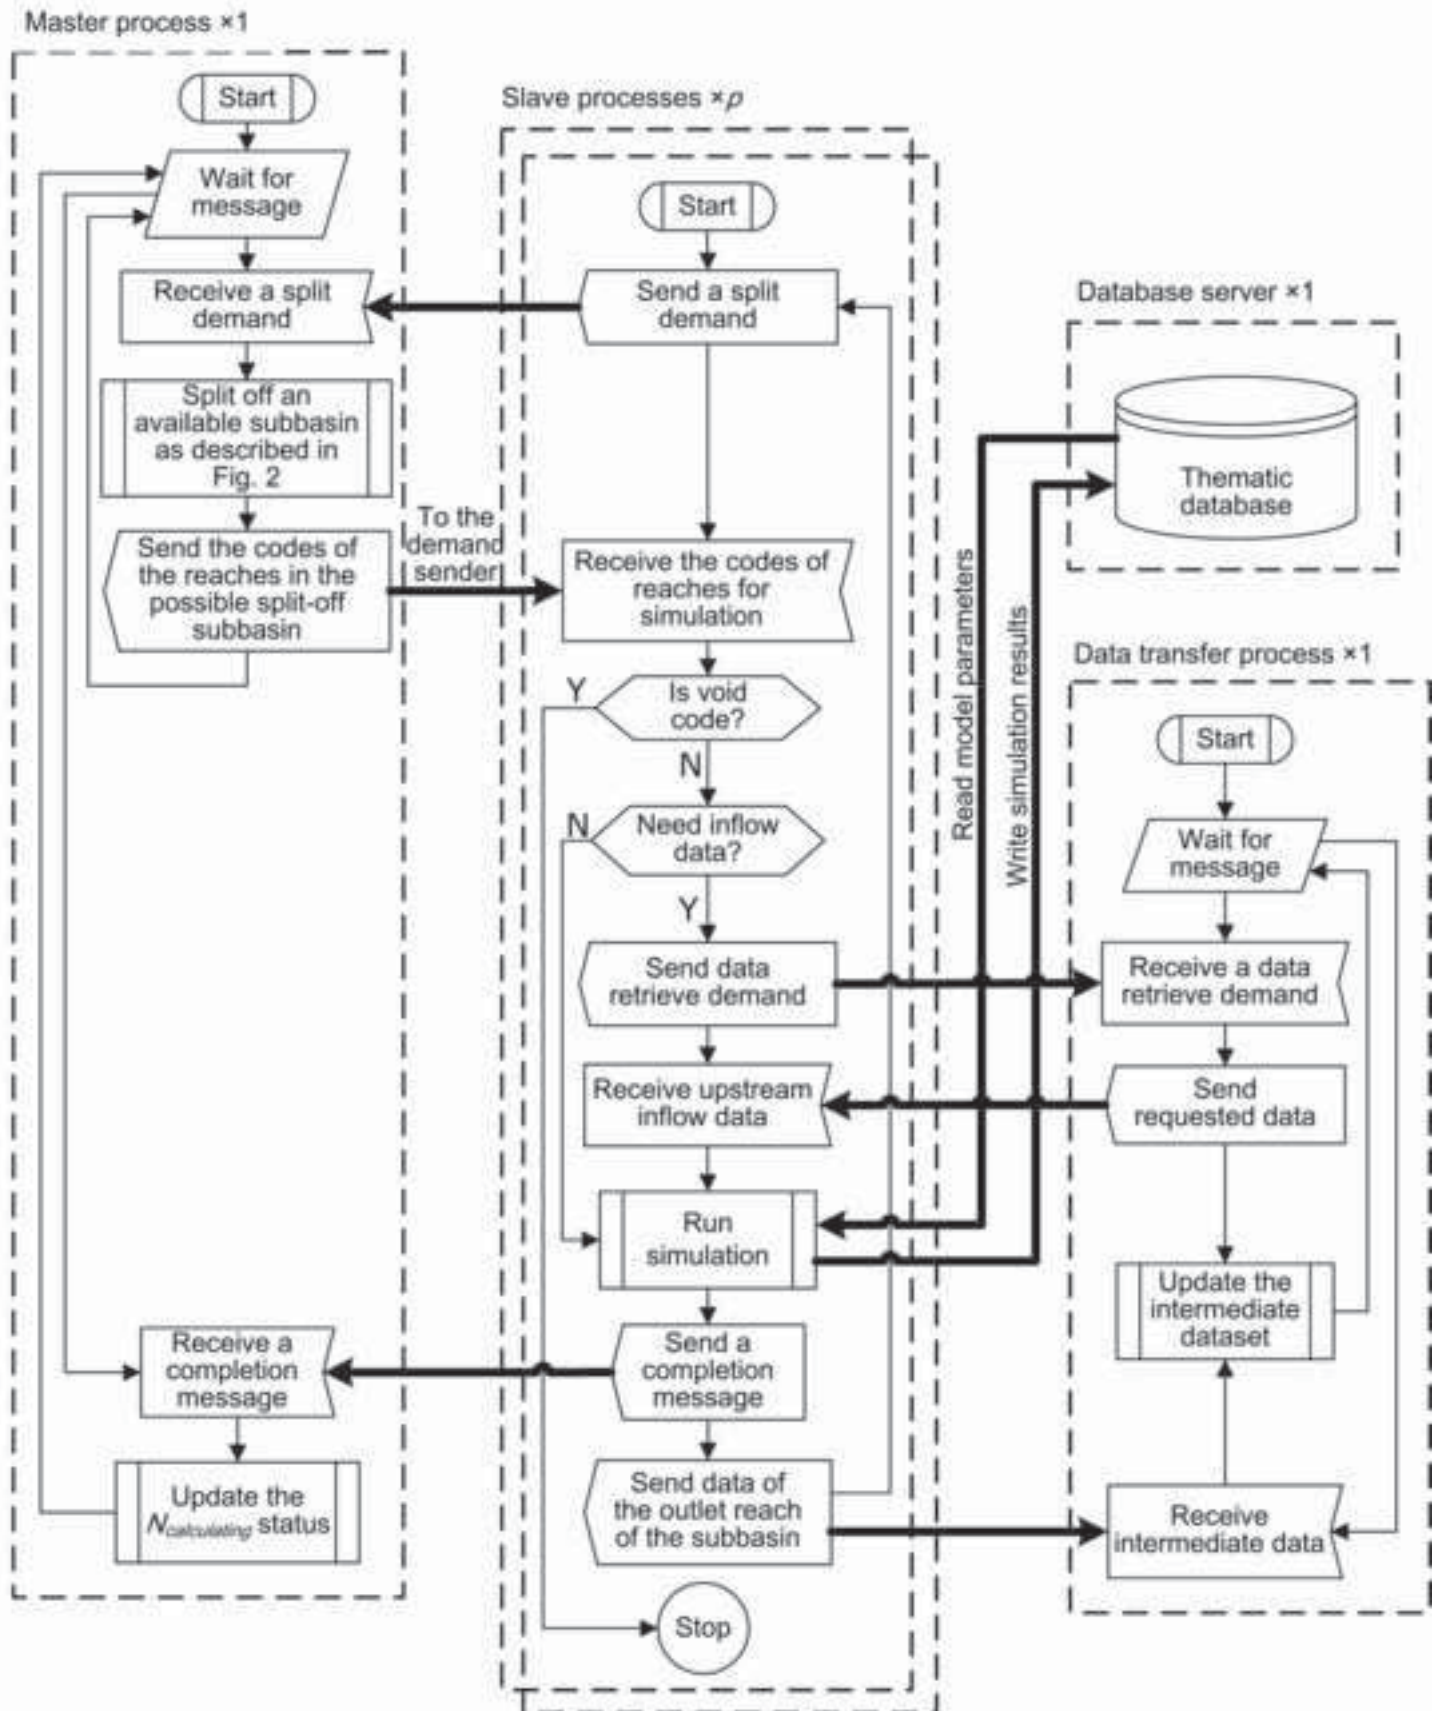 Master process ×1
Start
Wait for
message
Receive a split
demand
Split off an
available subbasin
as described in
Fig. 2
Send the codes of
the reaches in the
possible split-off
subbasin
To the
demand
sender
Receive a
completion
message
Update the
Ncalculating status
Slave processes ×p
Start
Send a split
demand
Receive the codes of
reaches for
simulation
Y
Is void
code?
N
N
Need inflow
data?
Y
Send data
retrieve demand
Receive upstream
inflow data
Run
simulation
Send a
completion
message
Send data of
the outlet reach
of the subbasin
Stop
Read model parameters
Write simulation results
Database server ×1
Thematic
database
Data transfer process ×1
Start
Wait for
message
Receive a data
retrieve demand
Send
requested data
Update the
intermediate
dataset
Receive
intermediate data